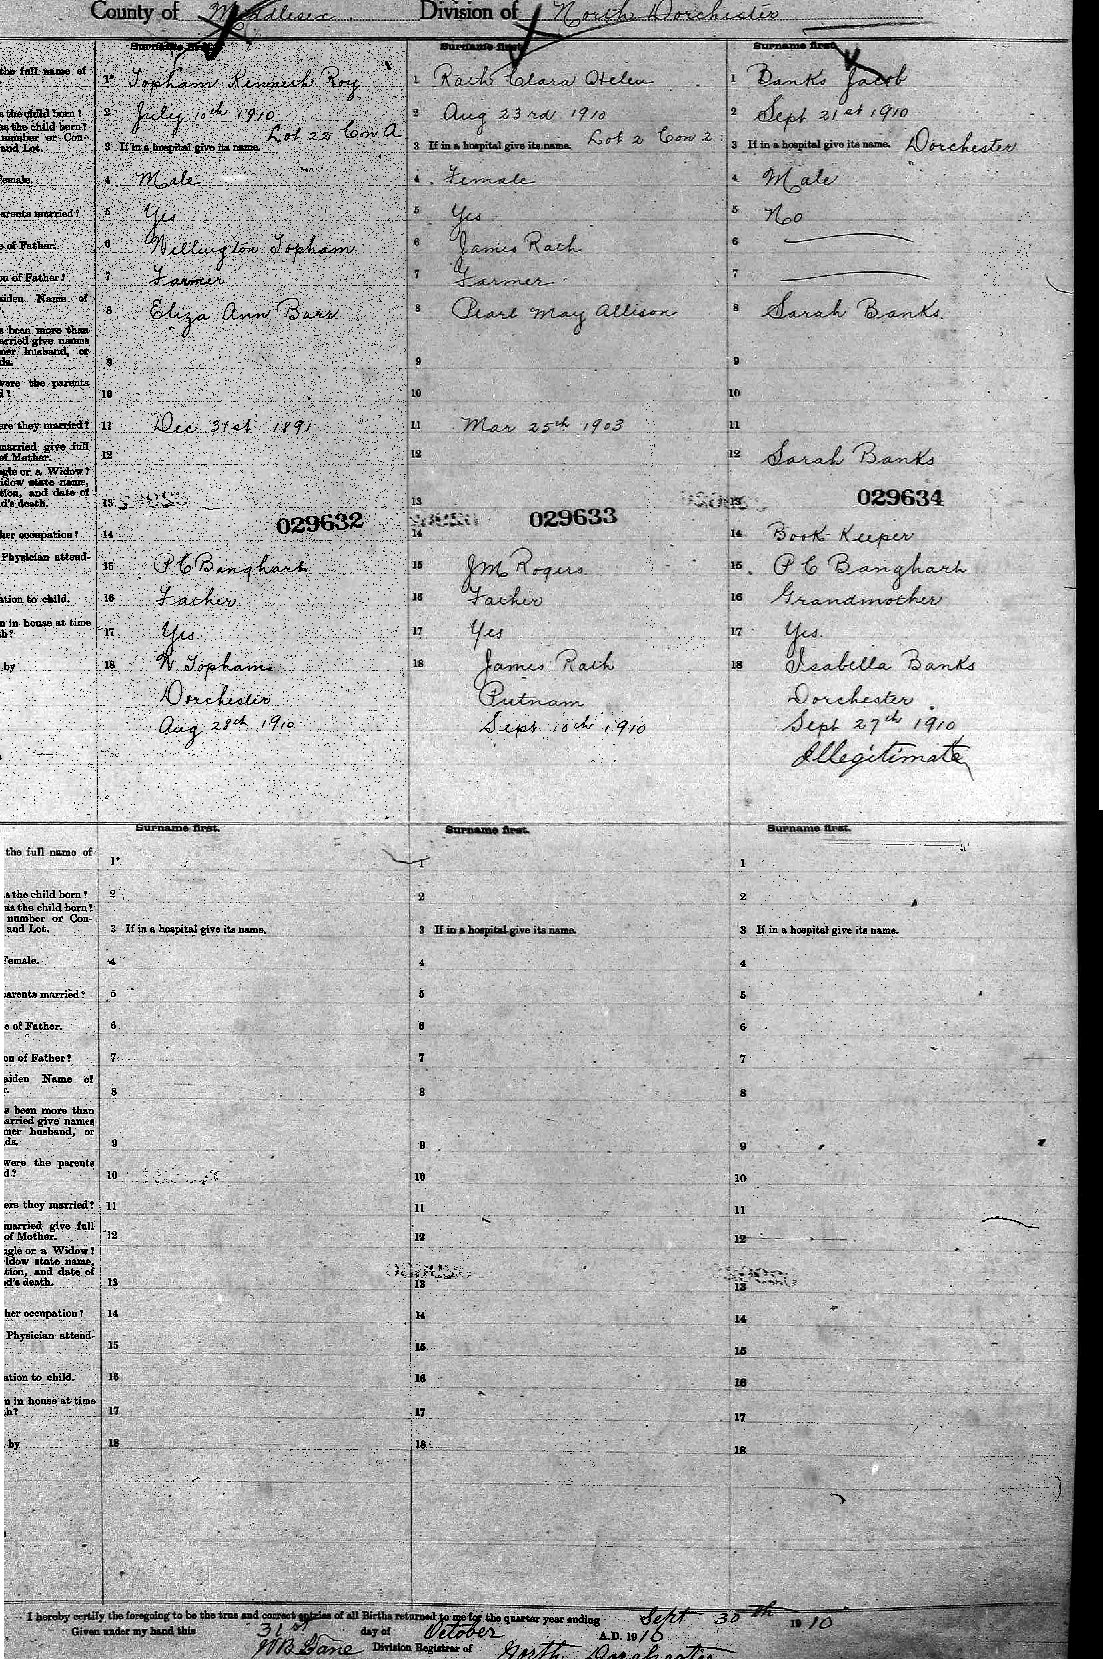 County of Middlesex Division of North Dorchester
Surname first. Surname first. Surname first.
the full name of 1 Topham Kenneth Roy 1 Rath Clara Helen 1 Banks Jacob
s the child born? 2 July 10th 1910 2 Aug 23rd 1910 2 Sept 21st 1910
as the child born? Lot 22 Con A Lot 2 Con 2
number or Con-
and Lot. 3 If in a hospital give its name. 3 If in a hospital give its name. 3 If in a hospital give its name. Dorchester
Female. 4 Male 4 Female 4 Male
arents married? 5 Yes 5 Yes 5 No
e of Father. 6 Wellington Topham 6 James Rath 6
on of Father? 7 Farmer 7 Farmer 7
aiden Name of 8 Eliza Ann Barr 8 Pearl May Allison 8 Sarah Banks
s been more than
arried give names
mer husband, or
ds. 9 9 9
were the parents
d? 10 10 10
ere they married? 11 Dec 31st 1891 11 Mar 25th 1903 11
married give full
of Mother. 12 12 12 Sarah Banks
ngle or a Widow?
idow state name,
tion, and date of
d's death. 13 13 13
029632 029633 029634
her occupation? 14 14 14 Book Keeper
Physician attend- 15 P C Banghart 15 J M Rogers 15 P C Banghart
ation to child. 16 Father 16 Father 16 Grandmother
n in house at time
h? 17 Yes 17 Yes 17 Yes
by 18 W Topham 18 James Rath 18 Isabella Banks
Dorchester Putnam Dorchester
Aug 28th 1910 Sept 10th 1910 Sept 27th 1910
Illegitimate
Surname first. Surname first. Surname first.
the full name of 1 1 1
s the child born? 2 2 2
as the child born?
number or Con-
and Lot. 3 If in a hospital give its name. 3 If in a hospital give its name. 3 If in a hospital give its name.
Female. 4 4 4
arents married? 5 5 5
e of Father. 6 6 6
on of Father? 7 7 7
aiden Name of
r. 8 8 8
s been more than
arried give names
mer husband, or
ds. 9 9 9
were the parents
d? 10 10 10
ere they married? 11 11 11
married give full
of Mother. 12 12 12
ngle or a Widow?
idow state name,
tion, and date of
d's death. 13 13 13
her occupation? 14 14 14
Physician attend-
15 15 15
ation to child. 16 16 16
n in house at time
h? 17 17 17
by 18 18 18
I hereby certify the foregoing to be the true and correct entries of all Births returned to me for the quarter year ending Sept 30th 1910
Given under my hand this 31st day of October A.D. 1910
W B Lane Division Registrar of North Dorchester